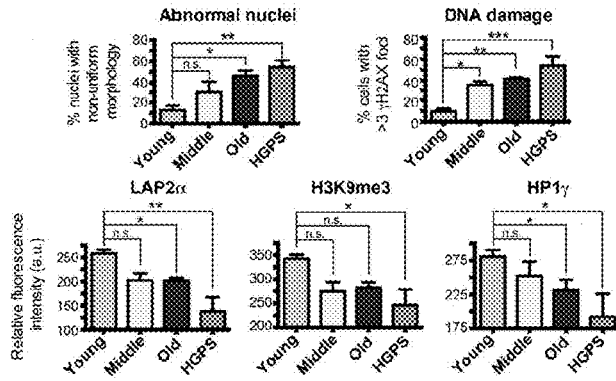 Abnormal nuclei
% nuclei with
non-uniform
morphology
80
60
40
20
0
**
*
n.s.
Young
Middle
Old
HGPS
DNA damage
% cells with
>3 γH2AX foci
80
60
40
20
0
***
**
*
Young
Middle
Old
HGPS
LAP2α
Relative fluorescence
intensity (a.u.)
250
200
150
100
**
*
n.s.
Young
Middle
Old
HGPS
H3K9me3
350
300
250
200
*
n.s.
n.s.
Young
Middle
Old
HGPS
HP1γ
275
225
175
*
*
n.s.
Young
Middle
Old
HGPS